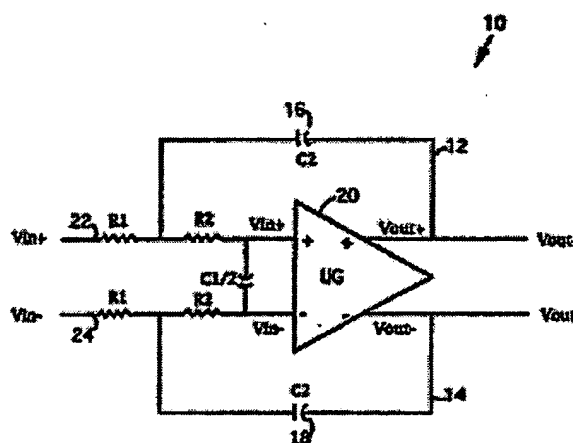 10
16
C2
12
20
22
R1
R2
Vin+
Vout+
Vin+
+
+
Vout
C1/2
UG
Vin-
R1
R2
-
-
Vout
24
Vin-
Vout-
C2
14
18